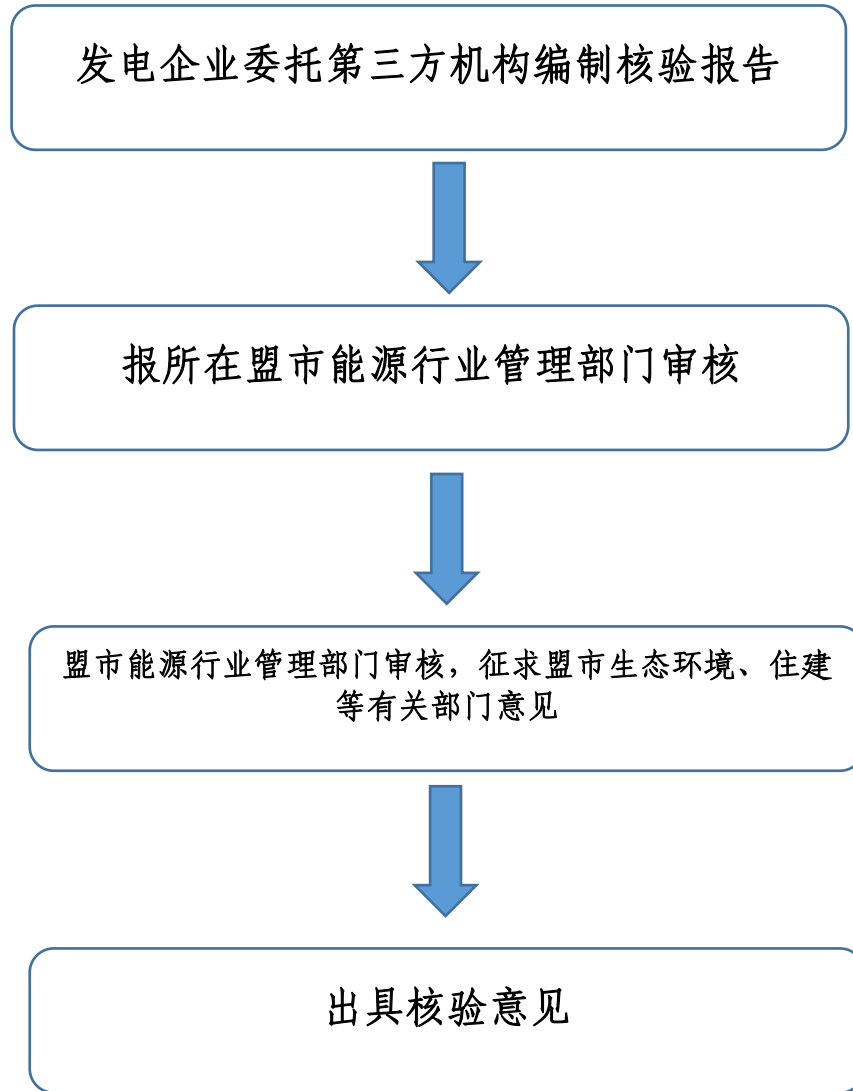 发电企业委托第三方机构编制核验报告
报所在盟市能源行业管理部门审核
盟市能源行业管理部门审核，征求盟市生态环境、住建
等有关部门意见
出具核验意见